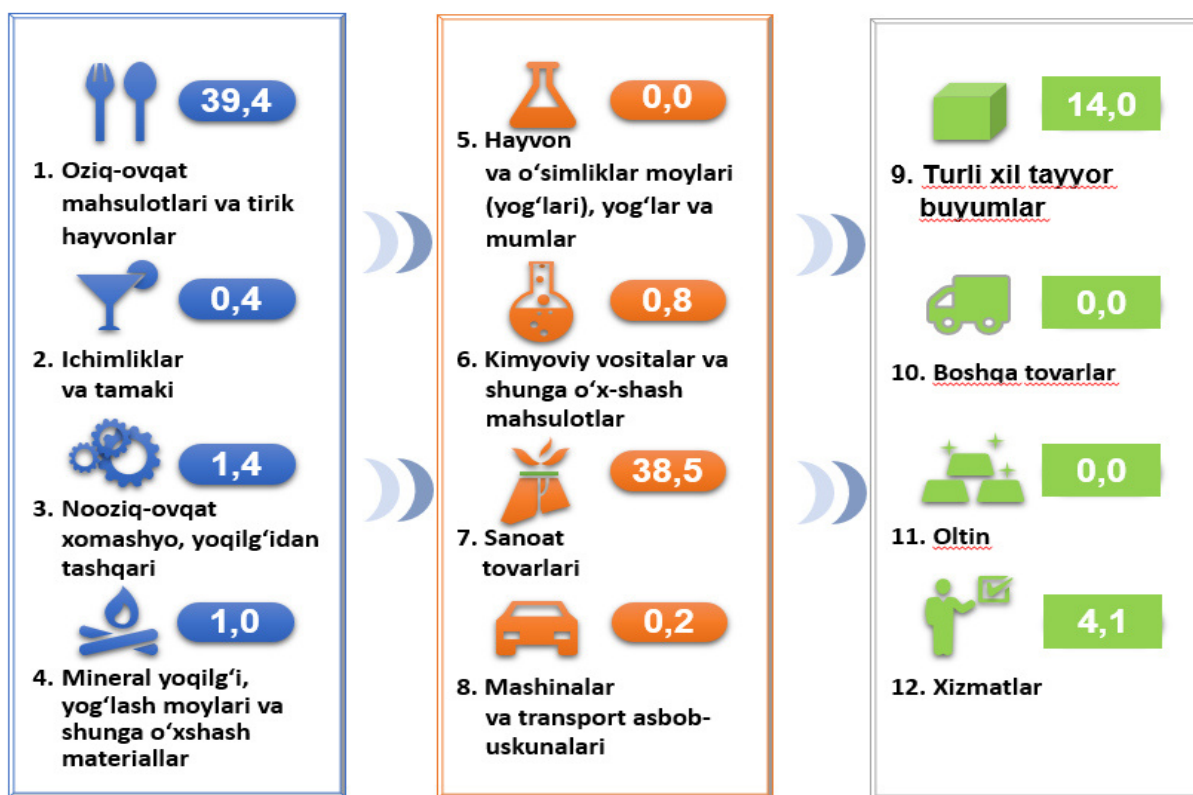 39,4
1. Oziq-ovqat
mahsulotlari va tirik
hayvonlar
0,4
2. Ichimliklar
va tamaki
1,4
3. Nooziq-ovqat
xomashyo, yoqilg‘idan
tashqari
1,0
4. Mineral yoqilg‘i,
yog‘lash moylari va
shunga o‘xshash
materiallar
0,0
5. Hayvon
va o‘simliklar moylari
(yog‘lari), yog‘lar va
mumlar
0,8
6. Kimyoviy vositalar va
shunga o‘x-shash
mahsulotlar
38,5
7. Sanoat
tovarlari
0,2
8. Mashinalar
va transport asbob-
uskunalari
14,0
9. Turli xil tayyor
buyumlar
0,0
10. Boshqa tovarlar
0,0
11. Oltin
4,1
12. Xizmatlar